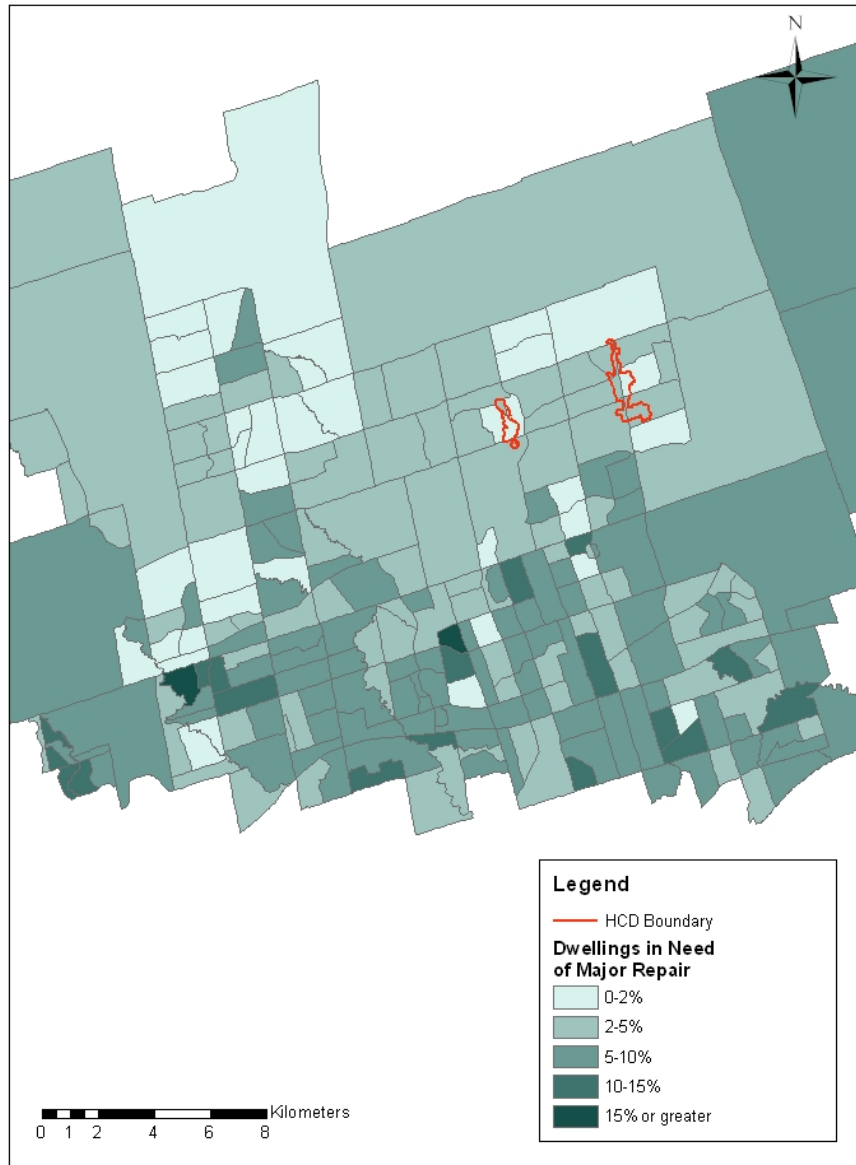 N
Legend
HCD Boundary
Dwellings in Need
of Major Repair
0-2%
2-5%
5-10%
10-15%
15% or greater
Kilometers
0 1 2 4 6 8